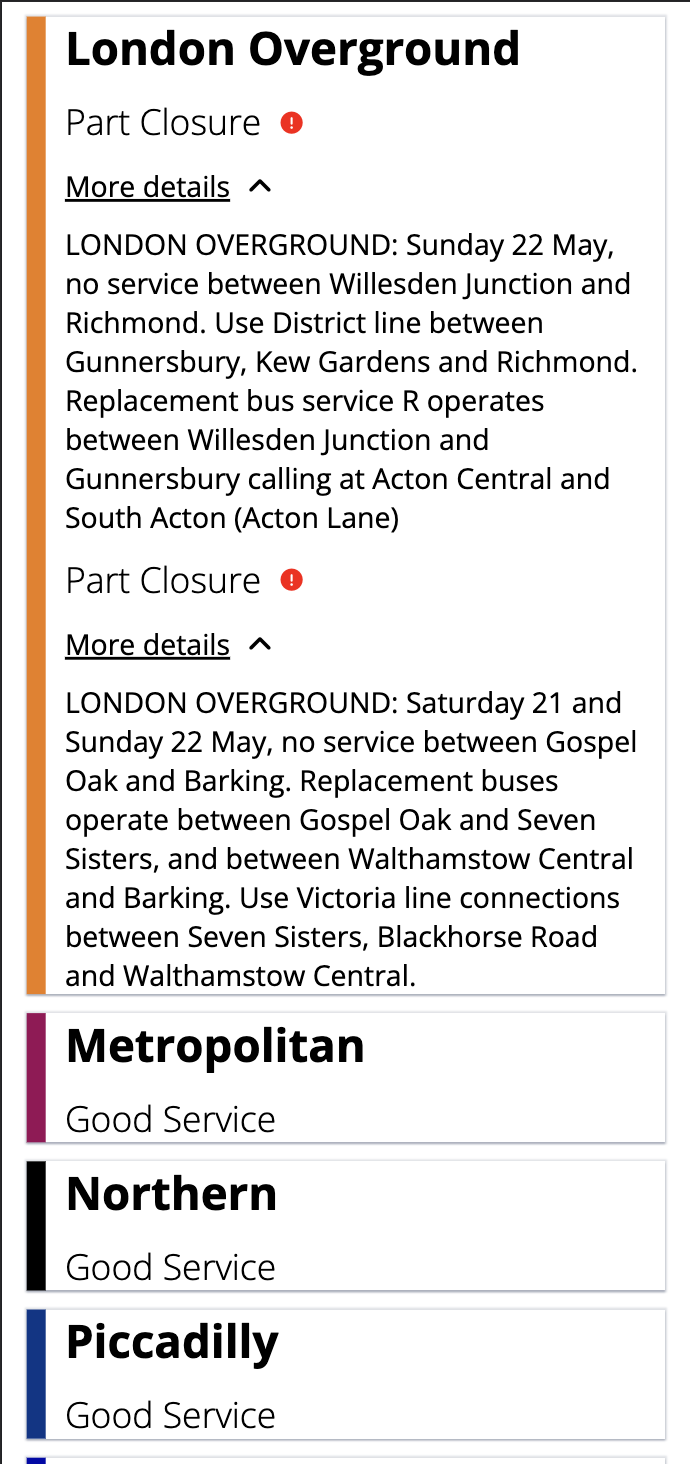 London Overground
Part Closure
More details
LONDON OVERGROUND: Sunday 22 May,
no service between Willesden Junction and
Richmond. Use District line between
Gunnersbury, Kew Gardens and Richmond.
Replacement bus service R operates
between Willesden Junction and
Gunnersbury calling at Acton Central and
South Acton (Acton Lane)
Part Closure
More details
LONDON OVERGROUND: Saturday 21 and
Sunday 22 May, no service between Gospel
Oak and Barking. Replacement buses
operate between Gospel Oak and Seven
Sisters, and between Walthamstow Central
and Barking. Use Victoria line connections
between Seven Sisters, Blackhorse Road
and Walthamstow Central.
Metropolitan
Good Service
Northern
Good Service
Piccadilly
Good Service